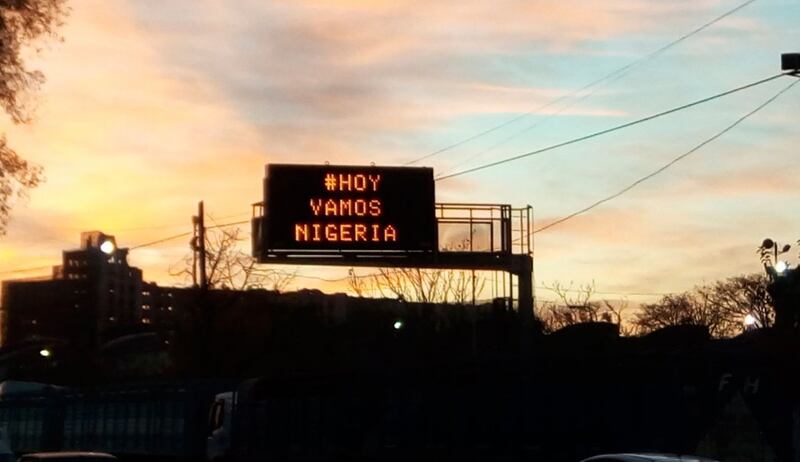 #HOY
VAMOS
NIGERIA
F H